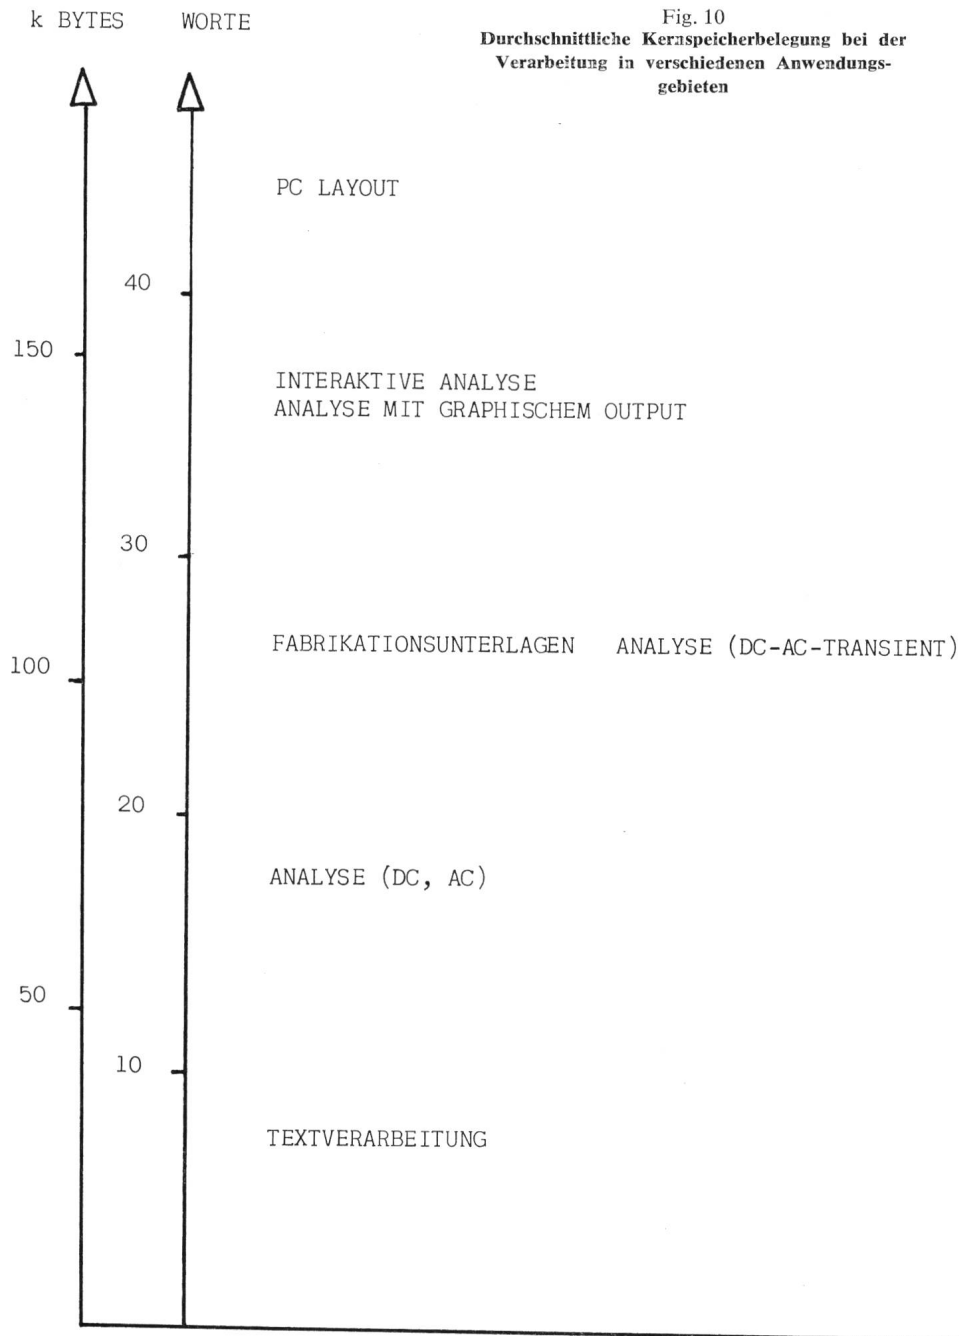 k BYTES WORTE
Fig. 10
Durchschnittliche Kernspeicherbelegung bei der
Verarbeitung in verschiedenen Anwendungs-
gebieten
PC LAYOUT
40
150
INTERAKTIVE ANALYSE
ANALYSE MIT GRAPHISCHEM OUTPUT
30
FABRIKATIONSUNTERLAGEN ANALYSE (DC-AC-TRANSIENT)
100
20
ANALYSE (DC, AC)
50
10
TEXTVERARBEITUNG